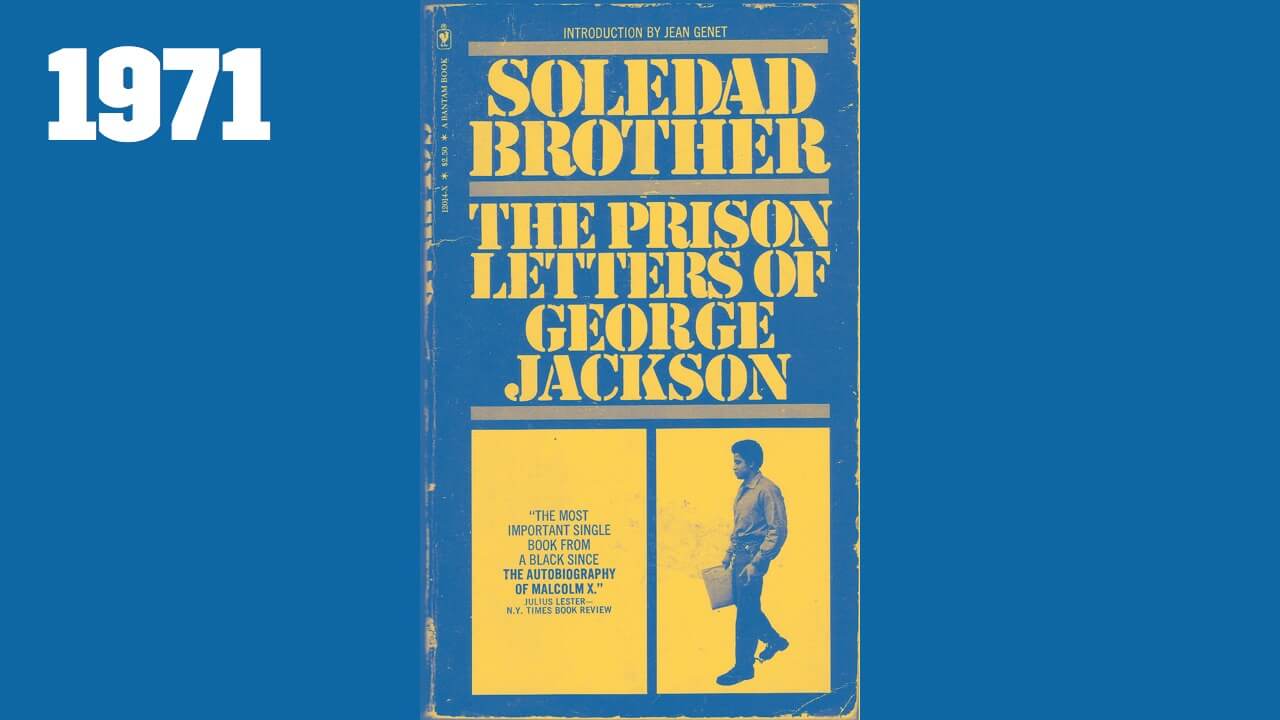 1971
INTRODUCTION BY JEAN GENET
SOLEDAD
BROTHER
THE PRISON
LETTERS OF
GEORGE
JACKSON
12014-X * $2.50 * A BANTAM BOOK
"THE MOST
IMPORTANT SINGLE
BOOK FROM
A BLACK SINCE
THE AUTOBIOGRAPHY
OF MALCOLM X."
JULIUS LESTER—
N.Y. TIMES BOOK REVIEW